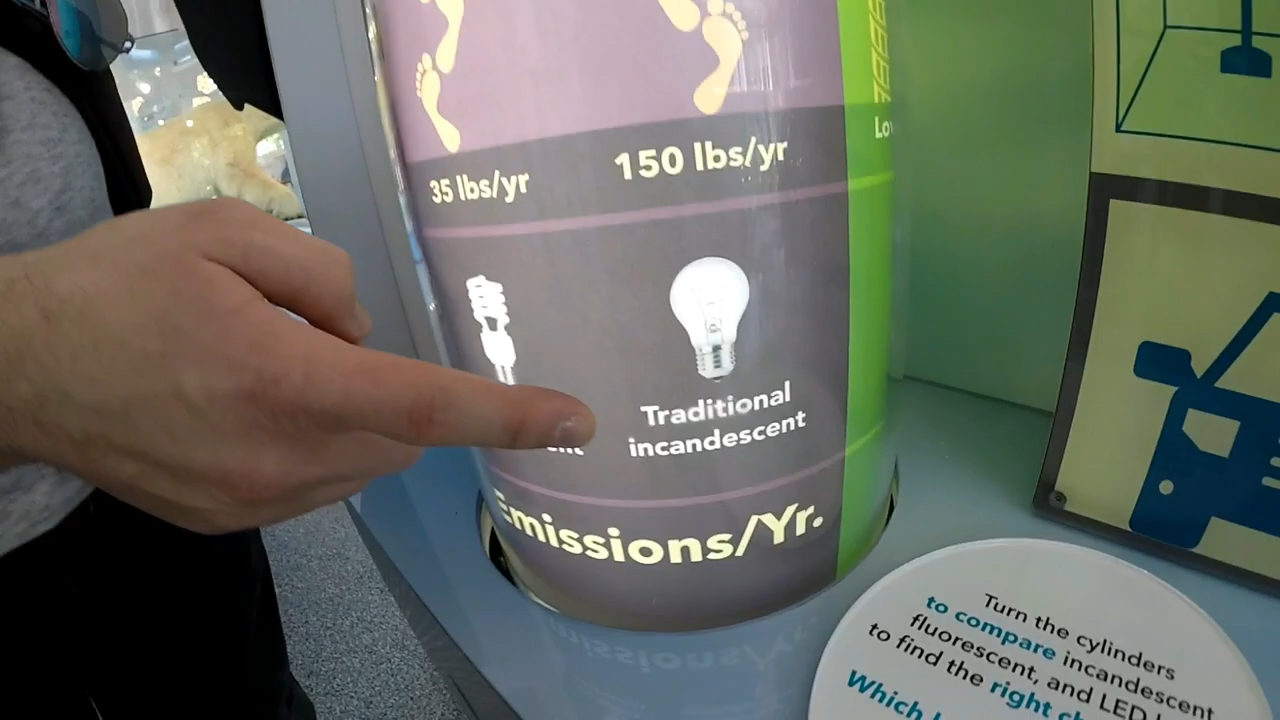 35 lbs/yr
150 lbs/yr
Traditional
incandescent
Emissions/Yr.
Turn the cylinders
to compare incandescent
fluorescent, and LED
to find the right
Which